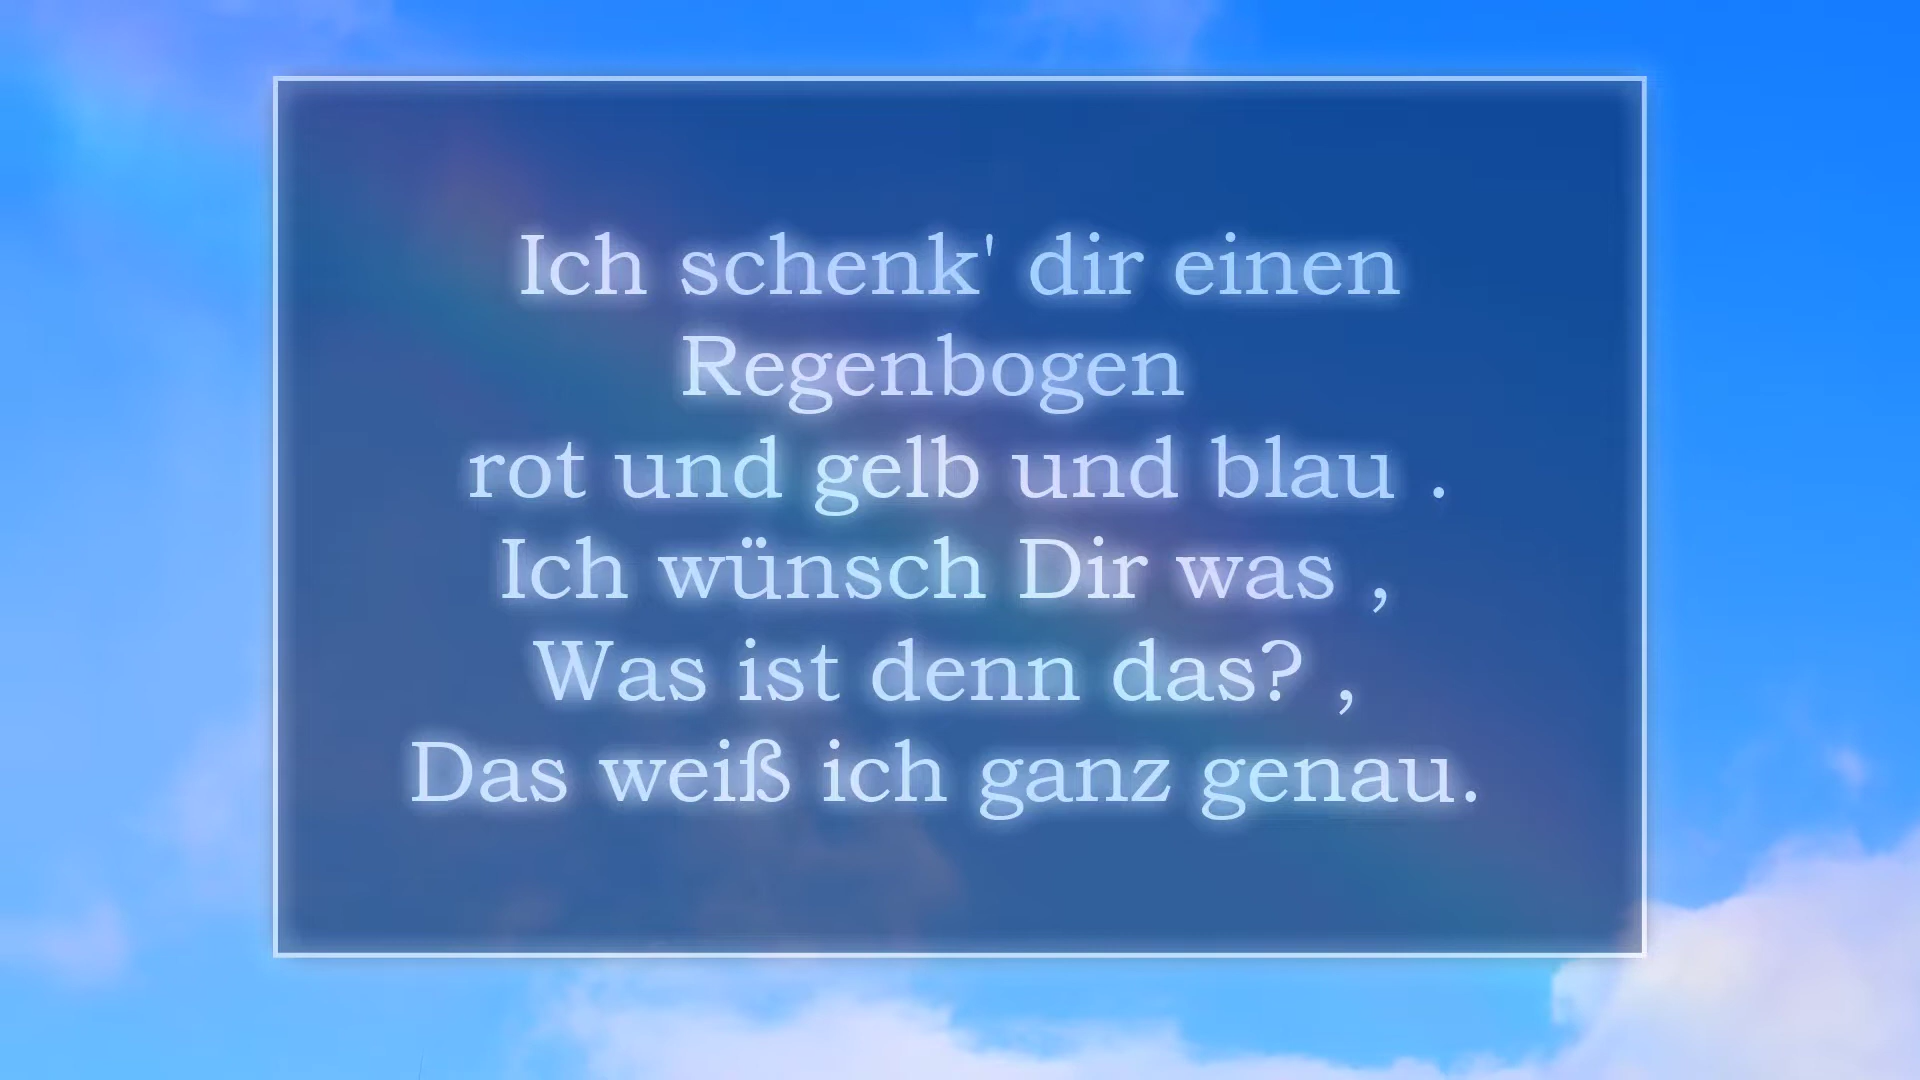 Ich schenk' dir einen
Regenbogen
rot und gelb und blau .
Ich wünsch Dir was ,
Was ist denn das? ,
Das weiß ich ganz genau.